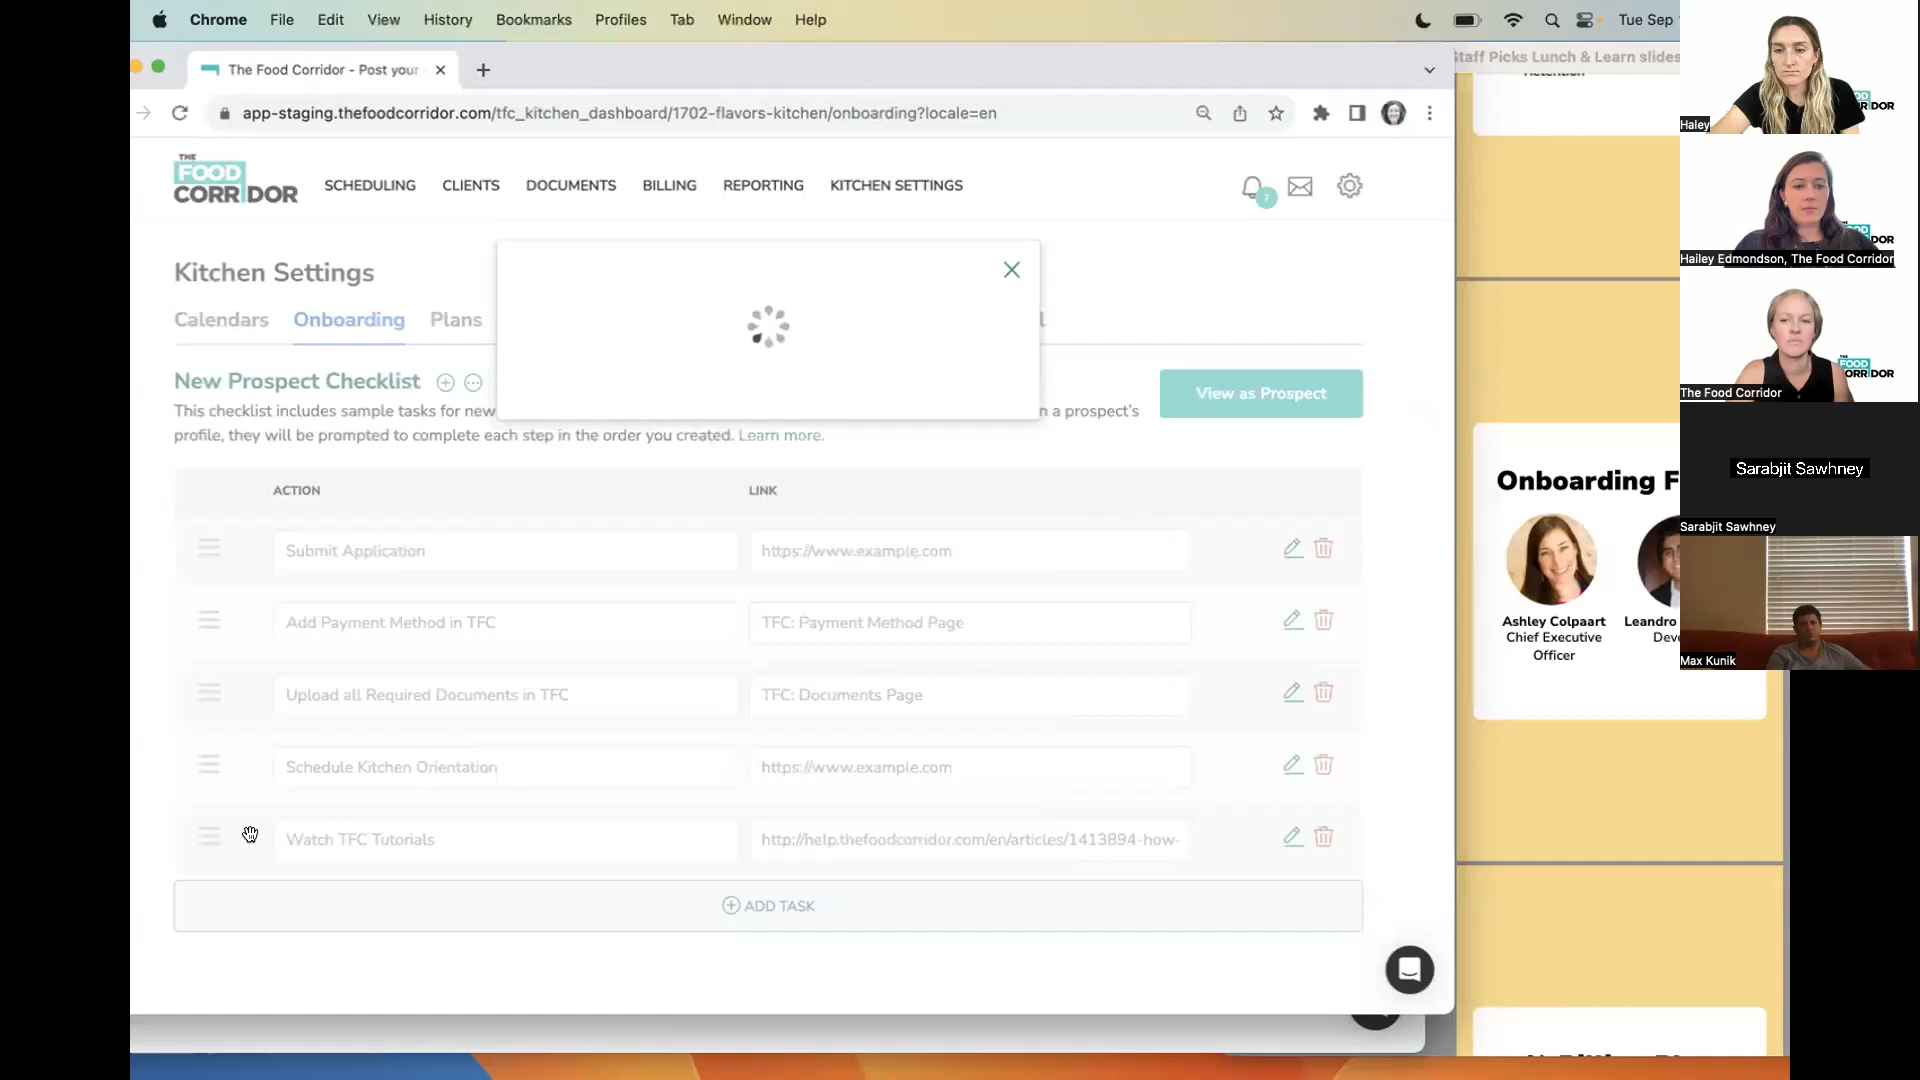 Chrome File Edit View History Bookmarks Profiles Tab Window Help
Tue Sep
The Food Corridor - Post your
Staff Picks Lunch & Learn slides
Retention
app-staging.thefoodcorridor.com/tfc_kitchen_dashboard/1702-flavors-kitchen/onboarding?locale=en
THE
FOOD
CORRIDOR
SCHEDULING CLIENTS DOCUMENTS BILLING REPORTING KITCHEN SETTINGS
7
Kitchen Settings
Calendars Onboarding Plans
New Prospect Checklist
View as Prospect
This checklist includes sample tasks for new
n a prospect's
profile, they will be prompted to complete each step in the order you created. Learn more.
ACTION LINK
Submit Application https://www.example.com
Add Payment Method in TFC TFC: Payment Method Page
Upload all Required Documents in TFC TFC: Documents Page
Schedule Kitchen Orientation https://www.example.com
Watch TFC Tutorials http://help.thefoodcorridor.com/en/articles/1413894-how-
ADD TASK
Onboarding F
Ashley Colpaart
Chief Executive
Officer
Leandro
Dev
Haley
RIDOR
Hailey Edmondson, The Food Corridor
DOR
The Food Corridor
FOOD
CORRIDOR
Sarabjit Sawhney
Sarabjit Sawhney
Max Kunik